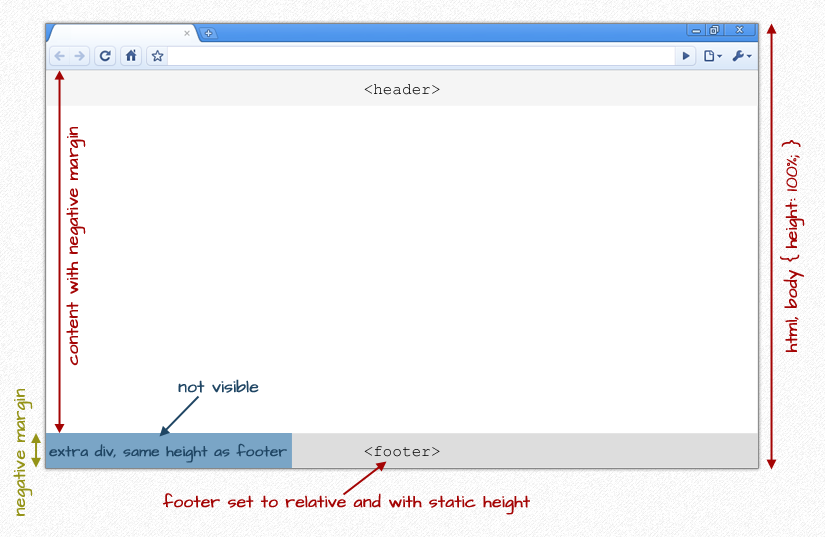 <header>
content with negative margin
html, body { height: 100%; }
not visible
negative margin
extra div, same height as footer
<footer>
footer set to relative and with static height